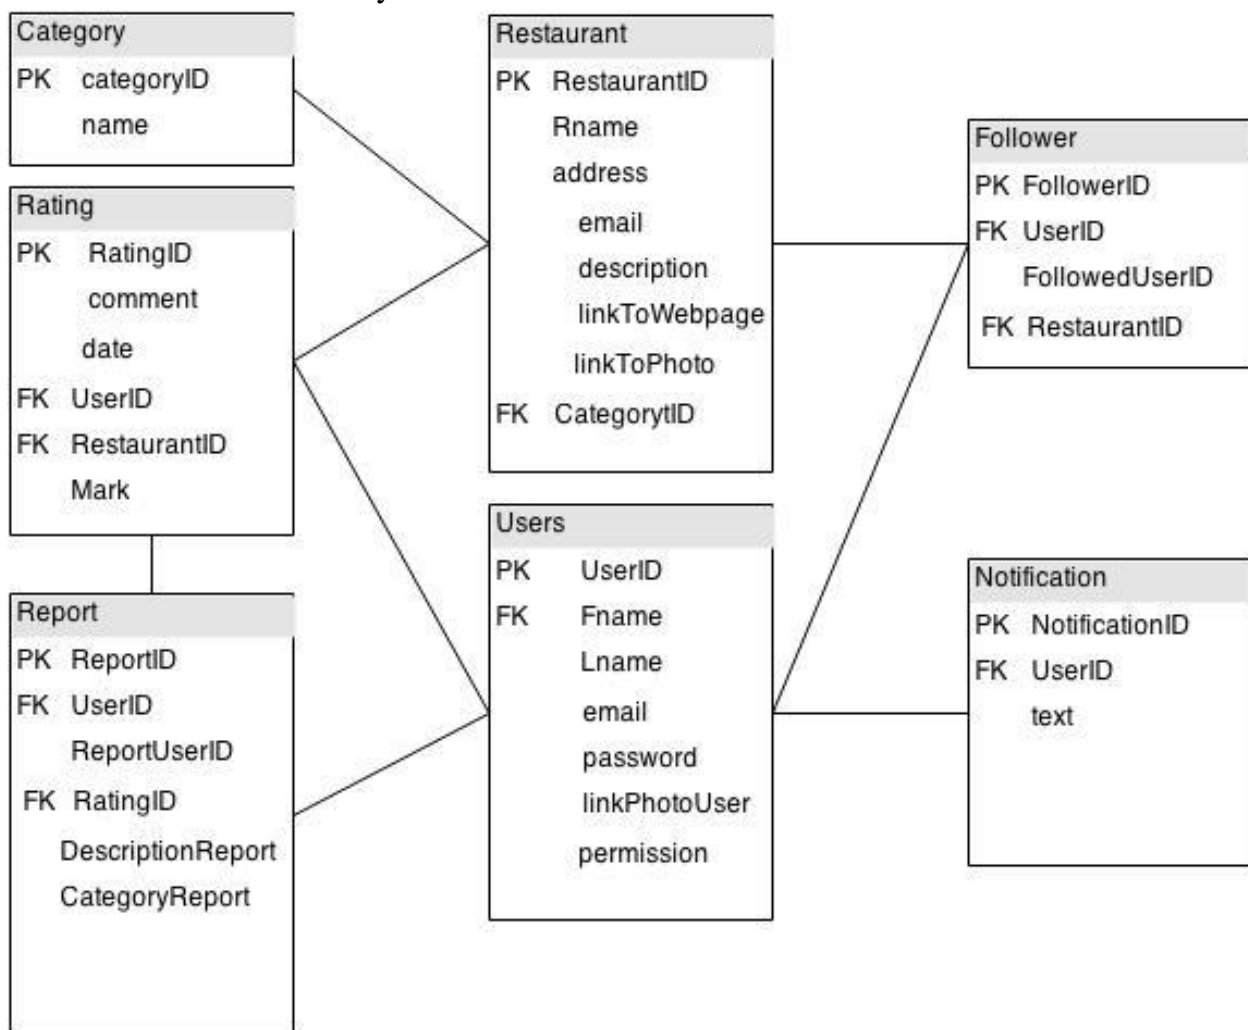 Category
PK categoryID
name
Rating
PK RatingID
comment
date
FK UserID
FK RestaurantID
Mark
Report
PK ReportID
FK UserID
ReportUserID
FK RatingID
DescriptionReport
CategoryReport
Restaurant
PK RestaurantID
Rname
address
email
description
linkToWebpage
linkToPhoto
FK CategorytID
Users
PK UserID
FK Fname
Lname
email
password
linkPhotoUser
permission
Follower
PK FollowerID
FK UserID
FollowedUserID
FK RestaurantID
Notification
PK NotificationID
FK UserID
text